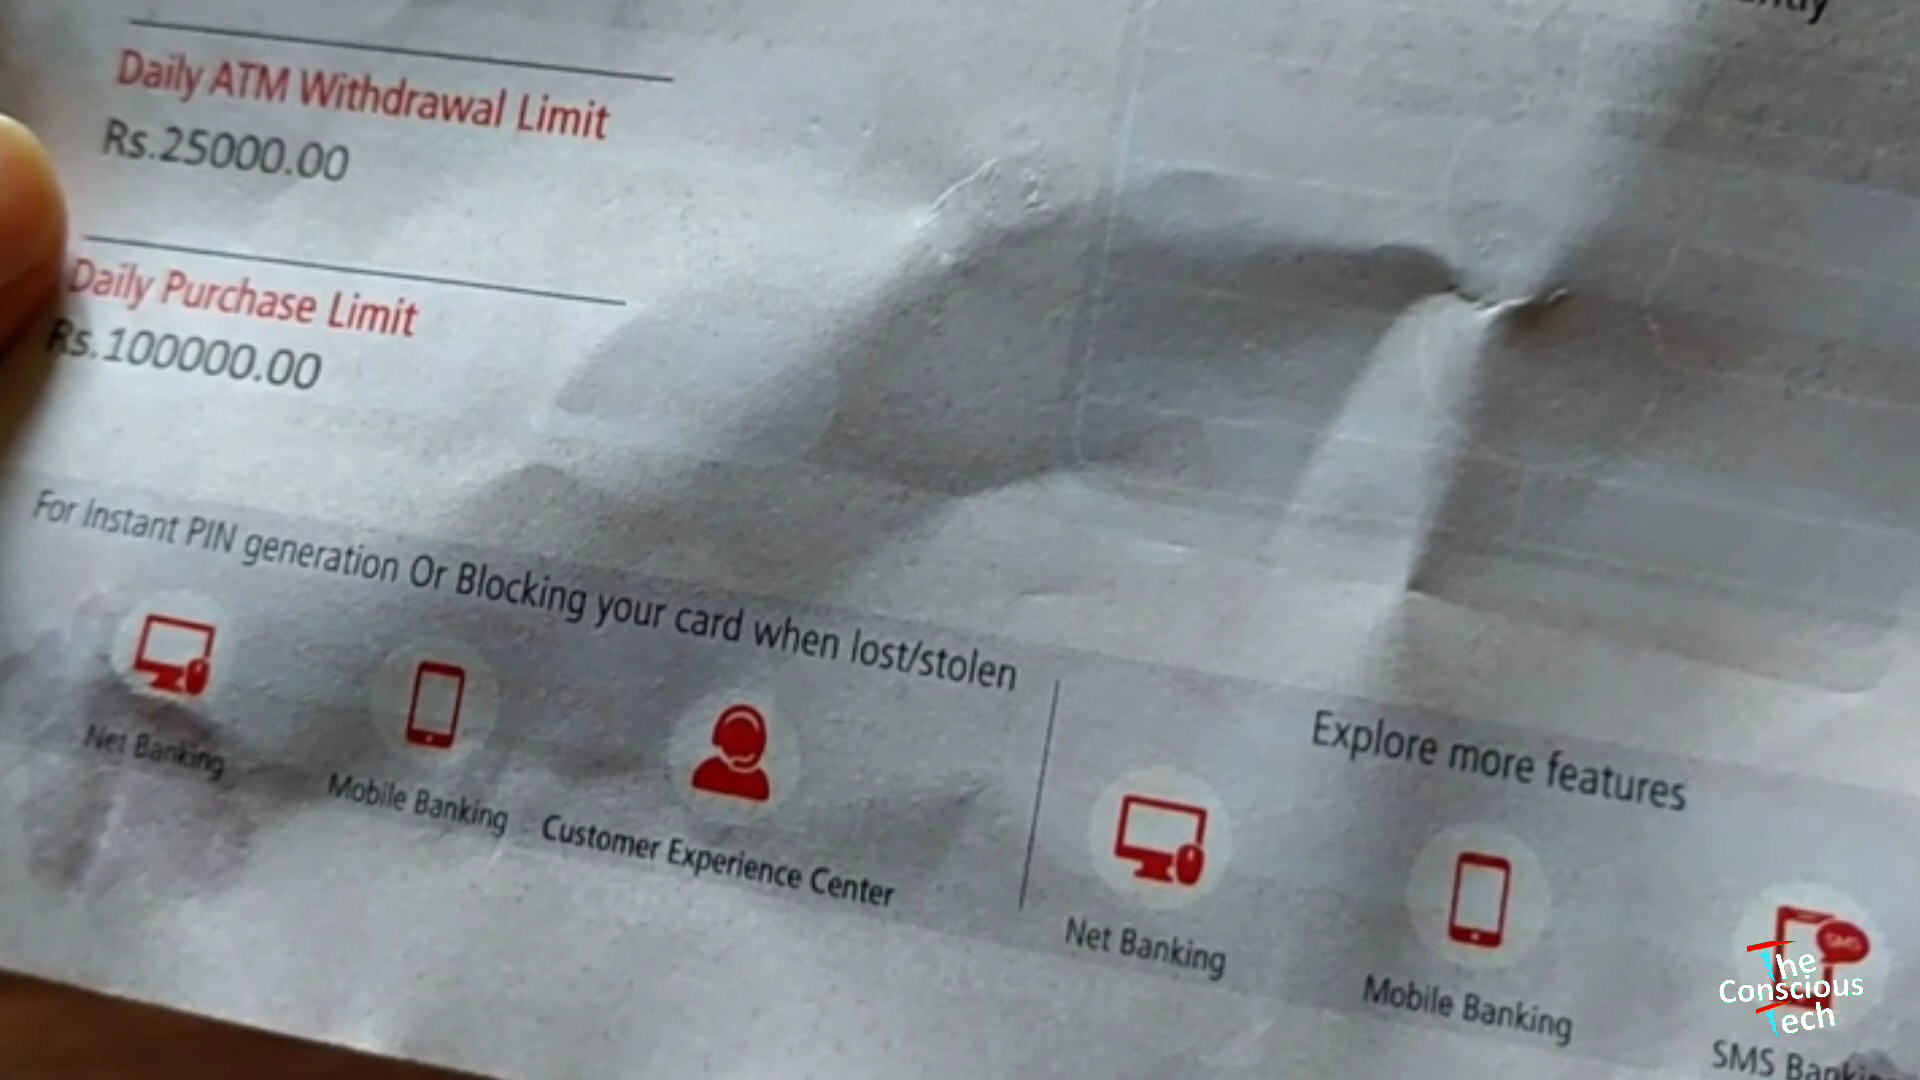 Daily ATM Withdrawal Limit
Rs.25000.00
Daily Purchase Limit
Rs.100000.00
For Instant PIN generation Or Blocking your card when lost/stolen
Net Banking
Mobile Banking
Customer Experience Center
Explore more features
Net Banking
Mobile Banking
SMS
SMS
The
Conscious
Tech